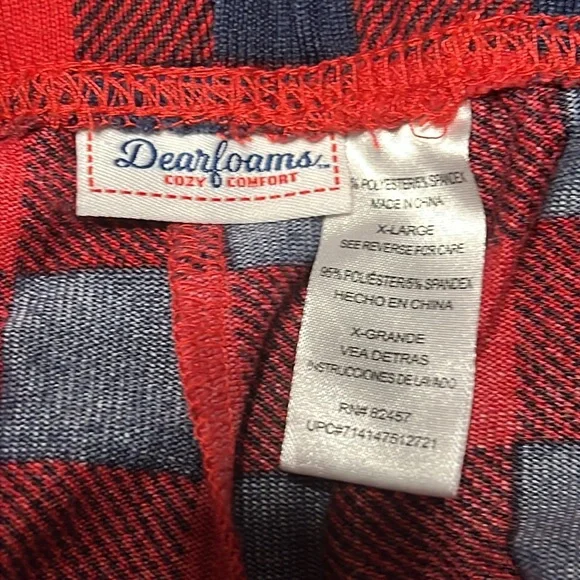 Dearfoams
COZY COMFORT
% POLYESTER/5% SPANDEX
MADE IN CHINA
X-LARGE
SEE REVERSE FOR CARE
95% POLIÉSTER/5% SPANDEX
HECHO EN CHINA
X-GRANDE
VEA DETRAS
INSTRUCCIONES DE LAVADO
RN# 82457
UPC#714147512721